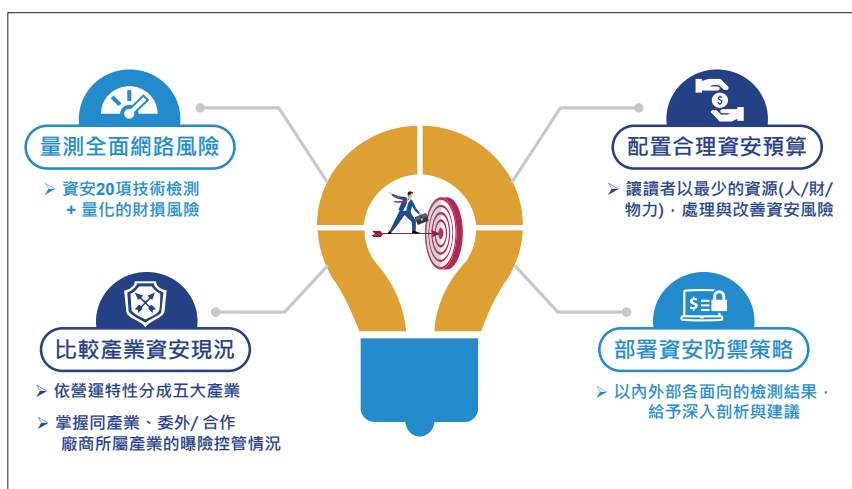 量測全面網路風險
➢ 資安20項技術檢測
+ 量化的財損風險
比較產業資安現況
➢ 依營運特性分成五大產業
➢ 掌握同產業、委外/ 合作
廠商所屬產業的曝險控管情況
配置合理資安預算
$
➢ 讓讀者以最少的資源(人/財/
物力)，處理與改善資安風險
$
部署資安防禦策略
➢ 以內外部各面向的檢測結果，
給予深入剖析與建議